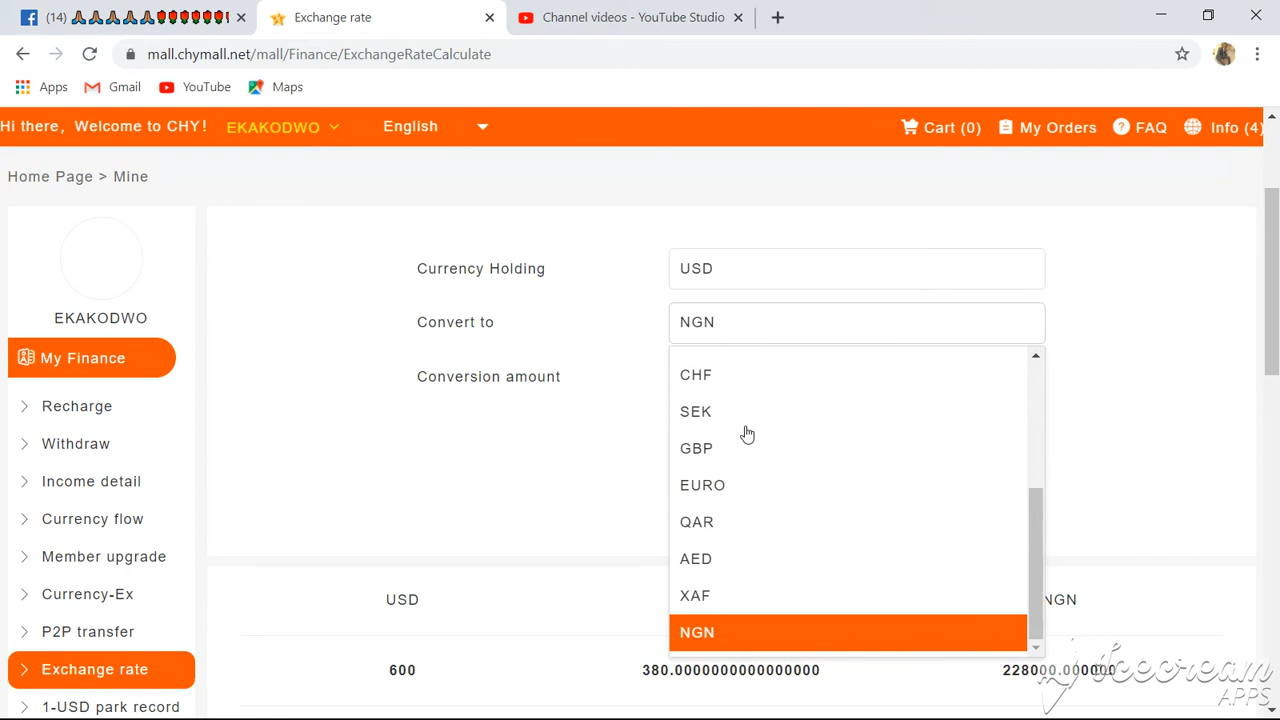 (14) 🙏🙏🙏🙏🙏🌹🌹🌹🌹🌹🌹
Exchange rate
Channel videos - YouTube Studio
mall.chymall.net/mall/Finance/ExchangeRateCalculate
Apps
Gmail
YouTube
Maps
Hi there, Welcome to CHY!
EKAKODWO
English
Cart (0)
My Orders
FAQ
Info (4)
Home Page > Mine
EKAKODWO
My Finance
Recharge
Withdraw
Income detail
Currency flow
Member upgrade
Currency-Ex
P2P transfer
Exchange rate
1-USD park record
Currency Holding
USD
Convert to
NGN
Conversion amount
CHF
SEK
GBP
EURO
QAR
AED
XAF
NGN
USD
NGN
600
380.0000000000000000
228000.00000
Icecream
APPS